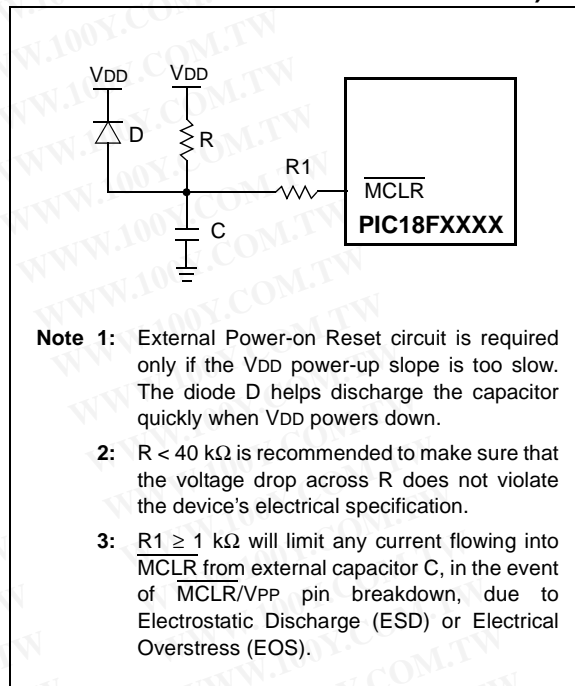 VDD VDD
D
R
R1
MCLR
C
PIC18FXXXX
Note 1: External Power-on Reset circuit is required
only if the VDD power-up slope is too slow.
The diode D helps discharge the capacitor
quickly when VDD powers down.
2: R < 40 kΩ is recommended to make sure that
the voltage drop across R does not violate
the device's electrical specification.
3: R1 ≥ 1 kΩ will limit any current flowing into
MCLR from external capacitor C, in the event
of MCLR/VPP pin breakdown, due to
Electrostatic Discharge (ESD) or Electrical
Overstress (EOS).
WWW.100Y.COM.TW